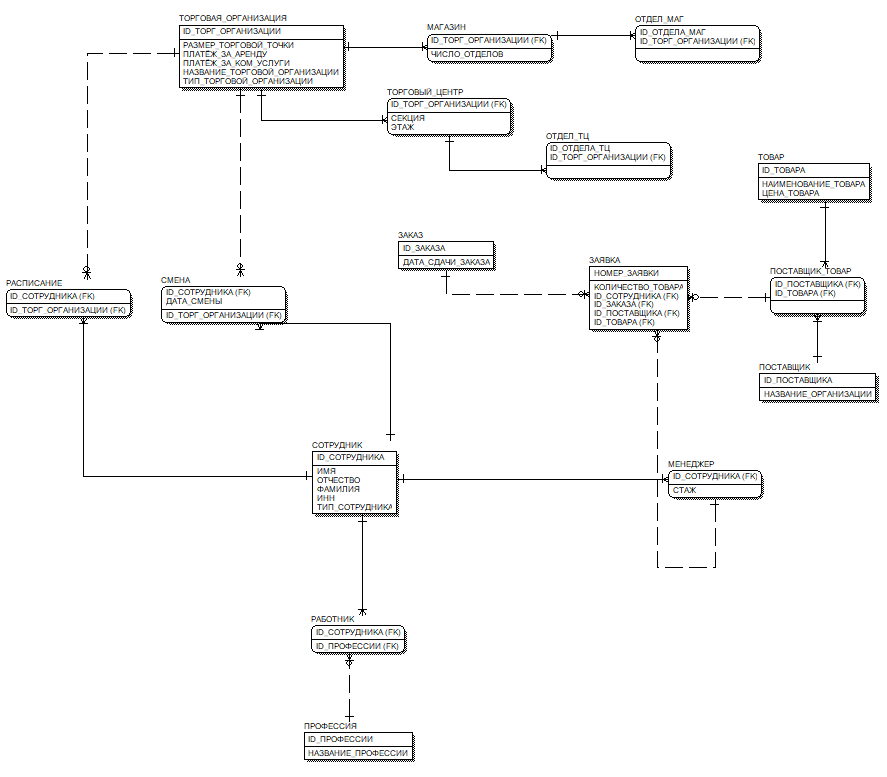 ТОРГОВАЯ_ОРГАНИЗАЦИЯ
ID_ТОРГ_ОРГАНИЗАЦИИ
РАЗМЕР_ТОРГОВОЙ_ТОЧКИ
ПЛАТЁЖ_ЗА_АРЕНДУ
ПЛАТЁЖ_ЗА_КОМ_УСЛУГИ
НАЗВАНИЕ_ТОРГОВОЙ_ОРГАНИЗАЦИИ
ТИП_ТОРГОВОЙ_ОРГАНИЗАЦИИ
МАГАЗИН
ID_ТОРГ_ОРГАНИЗАЦИИ (FK)
ЧИСЛО_ОТДЕЛОВ
ОТДЕЛ_МАГ
ID_ОТДЕЛА_МАГ
ID_ТОРГ_ОРГАНИЗАЦИИ (FK)
ТОРГОВЫЙ_ЦЕНТР
ID_ТОРГ_ОРГАНИЗАЦИИ (FK)
СЕКЦИЯ
ЭТАЖ
ОТДЕЛ_ТЦ
ID_ОТДЕЛА_ТЦ
ID_ТОРГ_ОРГАНИЗАЦИИ (FK)
ТОВАР
ID_ТОВАРА
НАИМЕНОВАНИЕ_ТОВАРА
ЦЕНА_ТОВАРА
ЗАКАЗ
ID_ЗАКАЗА
ДАТА_СДАЧИ_ЗАКАЗА
ЗАЯВКА
НОМЕР_ЗАЯВКИ
КОЛИЧЕСТВО_ТОВАРА
ID_СОТРУДНИКА (FK)
ID_ЗАКАЗА (FK)
ID_ПОСТАВЩИКА (FK)
ID_ТОВАРА (FK)
ПОСТАВЩИК_ТОВАР
ID_ПОСТАВЩИКА (FK)
ID_ТОВАРА (FK)
РАСПИСАНИЕ
ID_СОТРУДНИКА (FK)
ID_ТОРГ_ОРГАНИЗАЦИИ (FK)
СМЕНА
ID_СОТРУДНИКА (FK)
ДАТА_СМЕНЫ
ID_ТОРГ_ОРГАНИЗАЦИИ (FK)
ПОСТАВЩИК
ID_ПОСТАВЩИКА
НАЗВАНИЕ_ОРГАНИЗАЦИИ
СОТРУДНИК
ID_СОТРУДНИКА
ИМЯ
ОТЧЕСТВО
ФАМИЛИЯ
ИНН
ТИП_СОТРУДНИКА
МЕНЕДЖЕР
ID_СОТРУДНИКА (FK)
СТАЖ
РАБОТНИК
ID_СОТРУДНИКА (FK)
ID_ПРОФЕССИИ (FK)
ПРОФЕССИЯ
ID_ПРОФЕССИИ
НАЗВАНИЕ_ПРОФЕССИИ